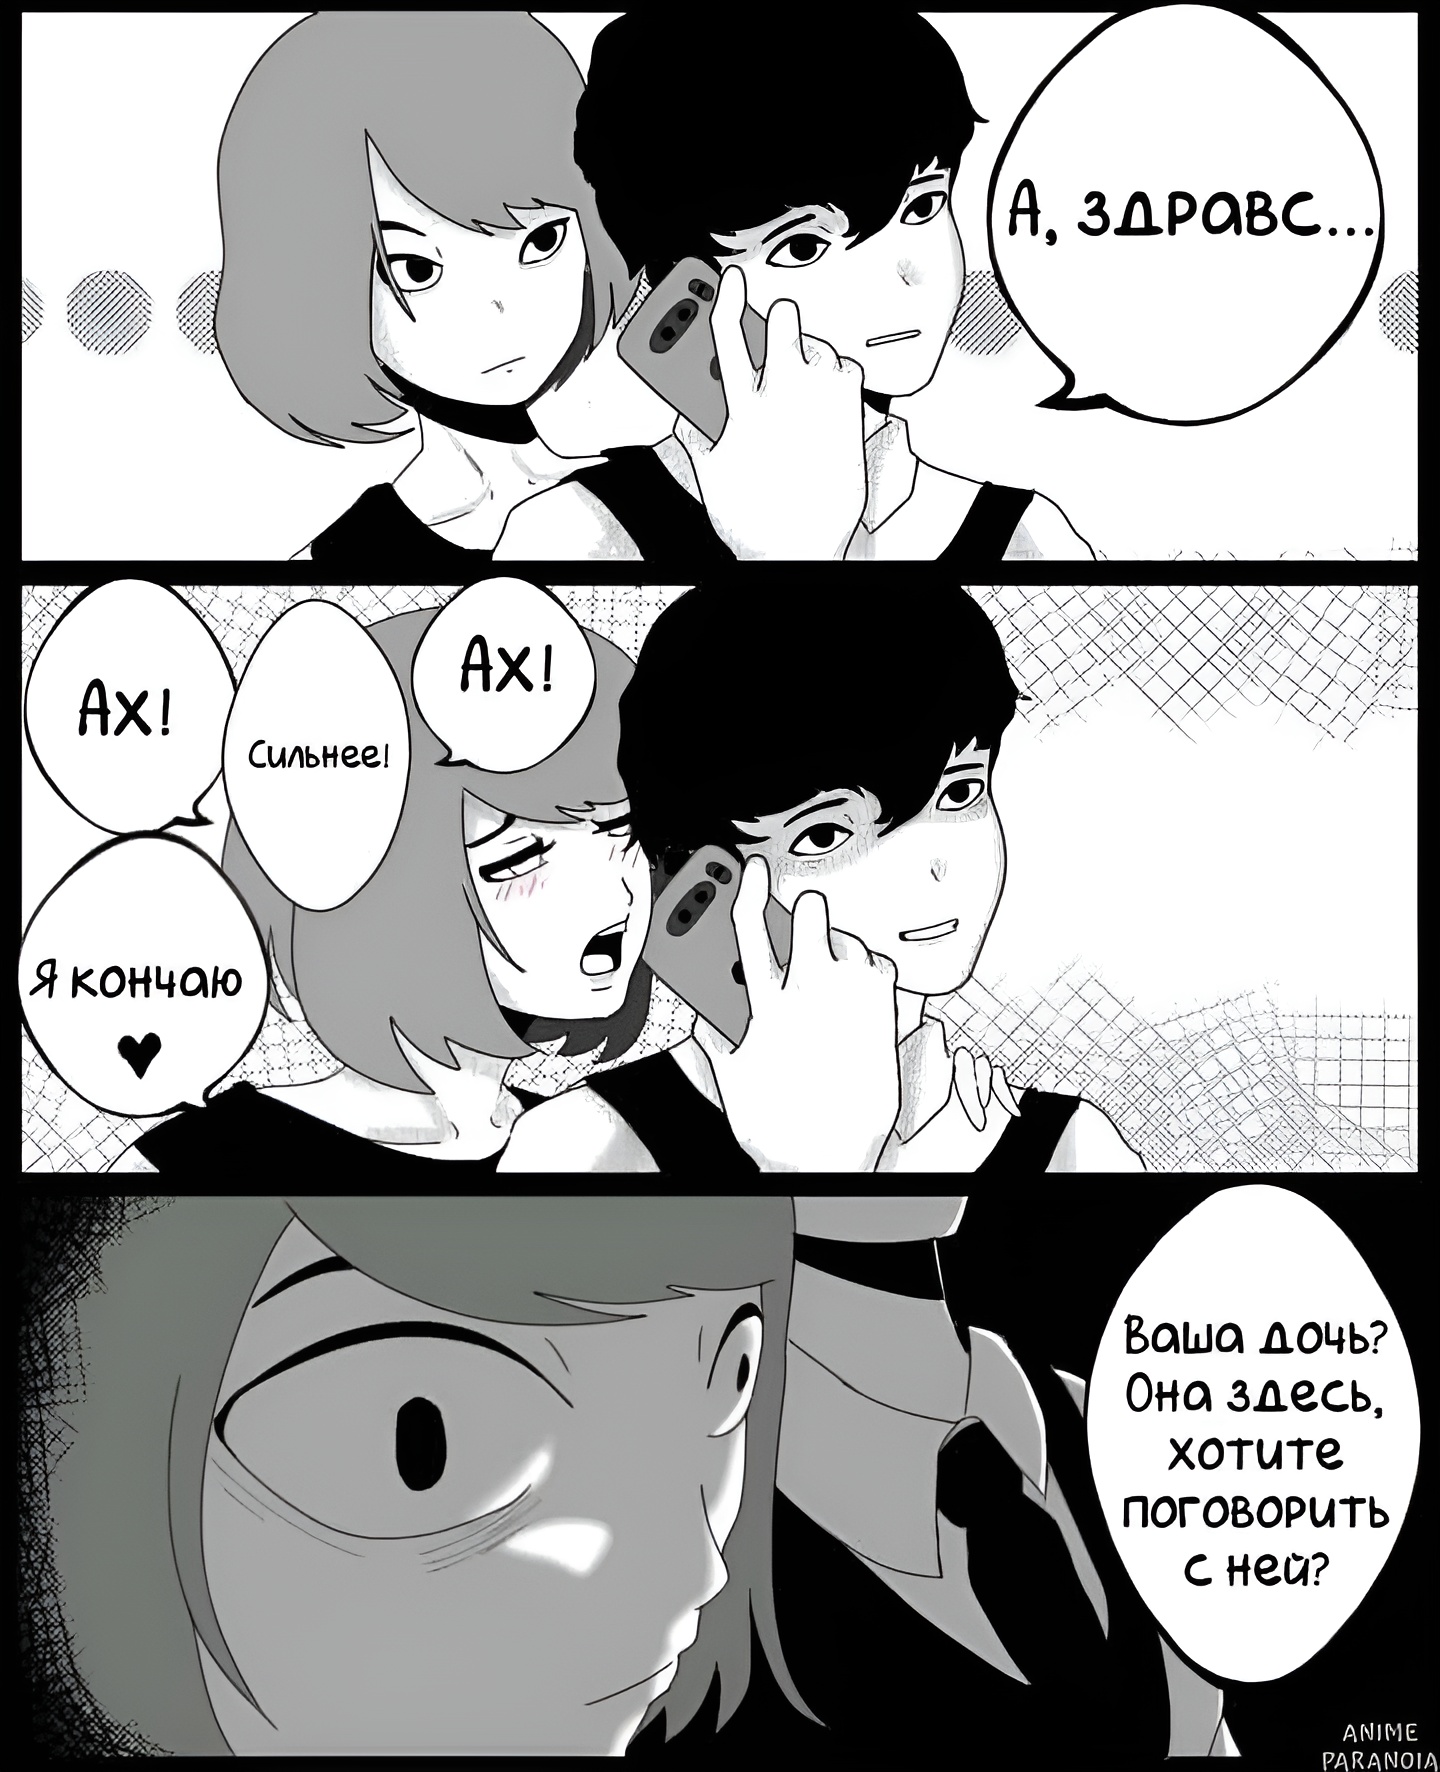 А, здравс...
Ах!
Сильнее!
Ах!
Я кончаю
♥
Ваша дочь?
Она здесь,
хотите
поговорить
с ней?
ANIME
PARANOIA